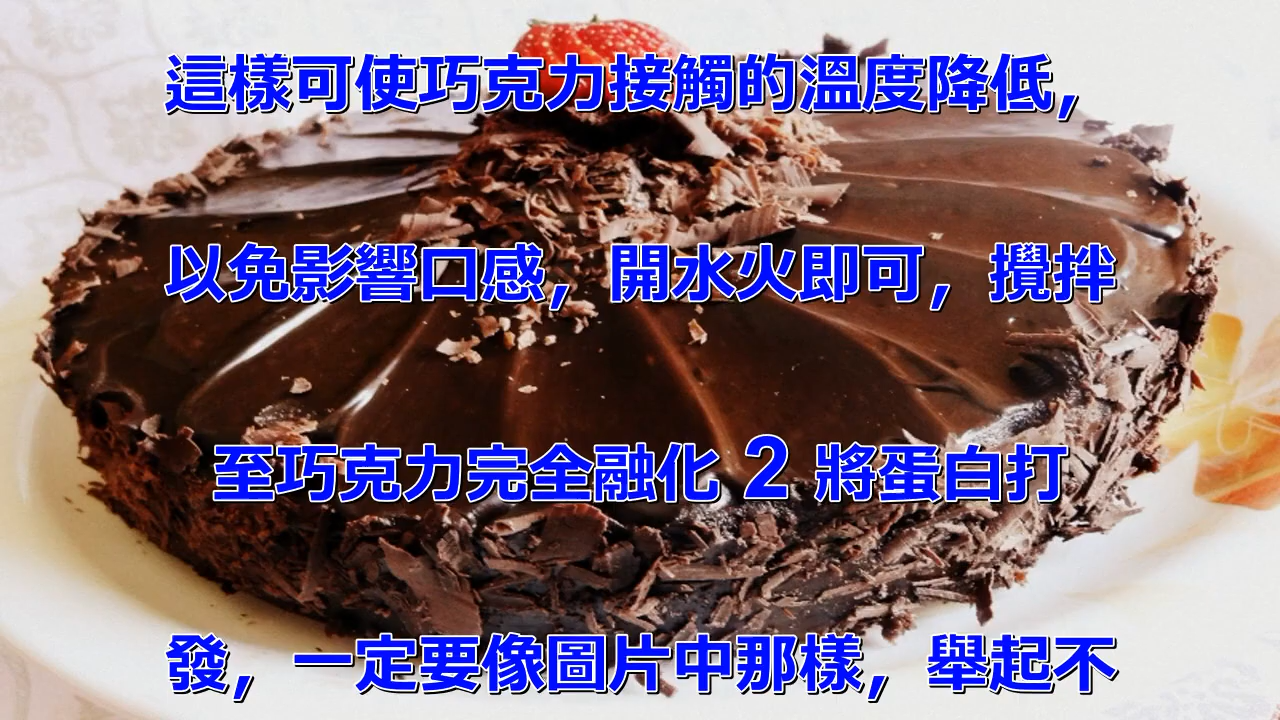 這樣可使巧克力接觸的溫度降低，
以免影響口感，開水火即可，攪拌
至巧克力完全融化 2 將蛋白打
發，一定要像圖片中那樣，舉起不